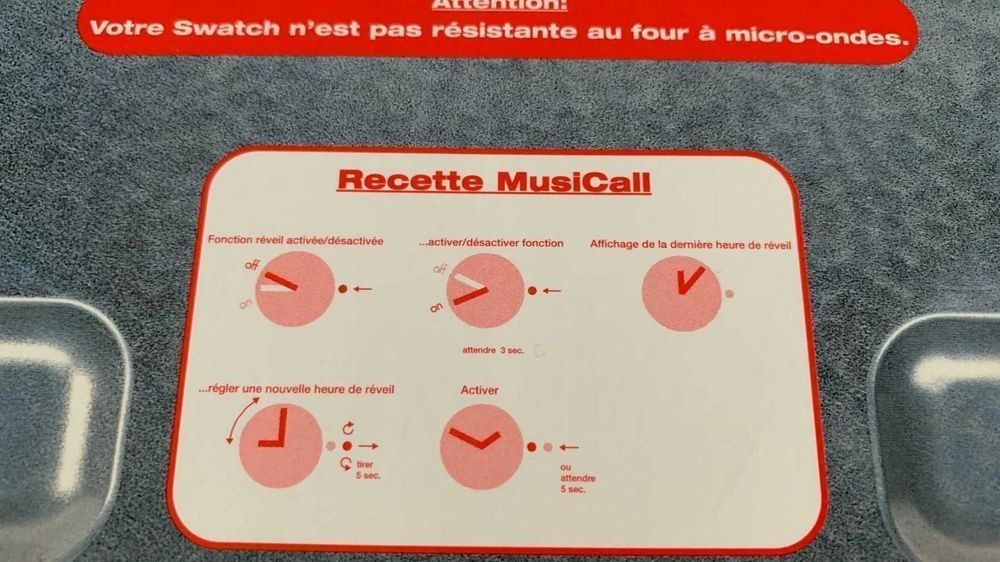 Attention!
Votre Swatch n'est pas résistante au four à micro-ondes.
Recette MusiCall
Fonction réveil activée/désactivée
off
on
...activer/désactiver fonction
off
on
attendre 3 sec.
Affichage de la dernière heure de réveil
...régler une nouvelle heure de réveil
tirer
5 sec.
Activer
ou
attendre
5 sec.